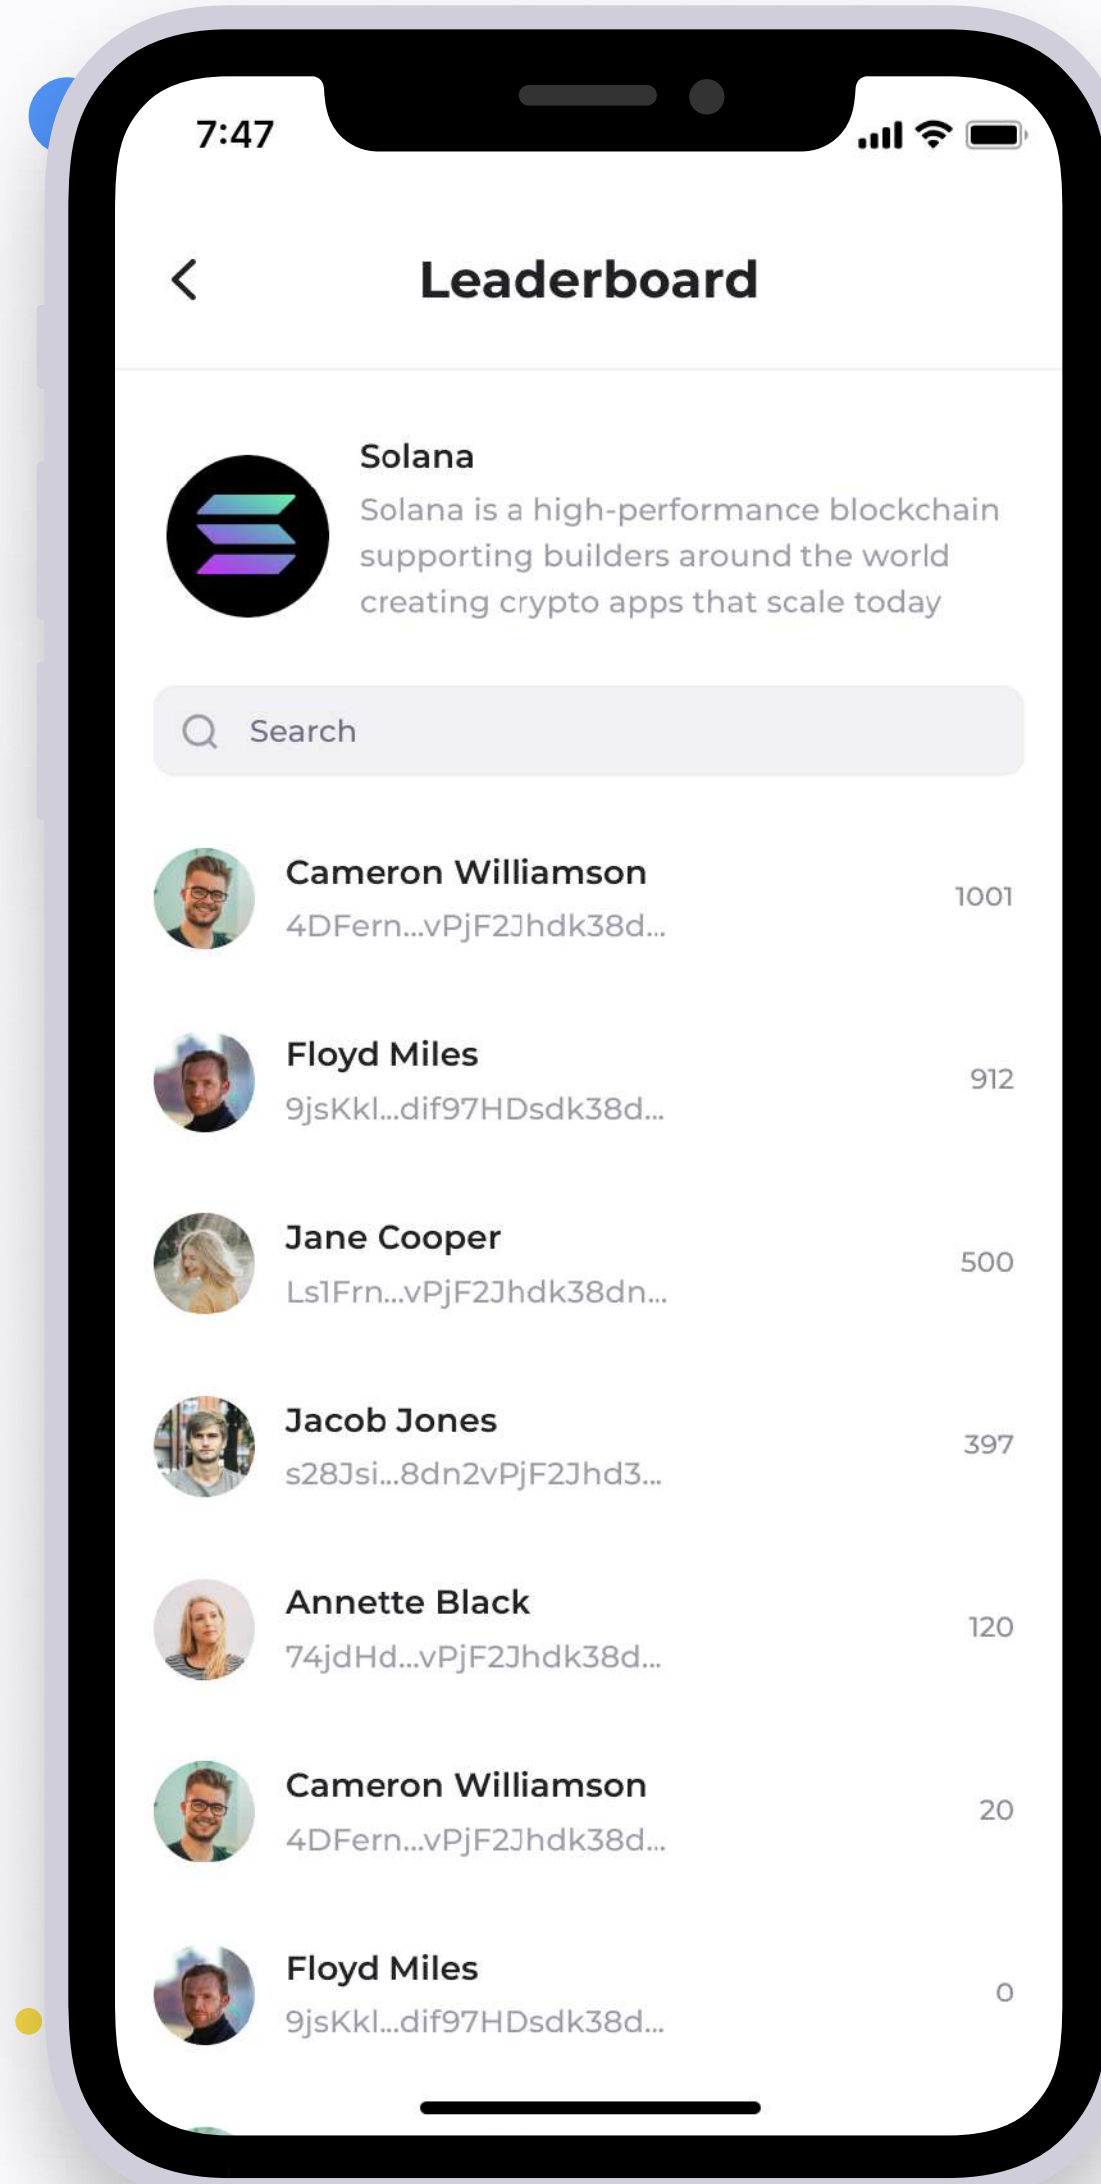 7:47
Leaderboard
Solana
Solana is a high-performance blockchain
supporting builders around the world
creating crypto apps that scale today
Search
Cameron Williamson
4DFern...vPjF2Jhdk38d...
1001
Floyd Miles
9jsKkl...dif97HDsdk38d...
912
Jane Cooper
Ls1Frn...vPjF2Jhdk38dn...
500
Jacob Jones
s28Jsi...8dn2vPjF2Jhd3...
397
Annette Black
74jdHd...vPjF2Jhdk38d...
120
Cameron Williamson
4DFern...vPjF2Jhdk38d...
20
Floyd Miles
9jsKkl...dif97HDsdk38d...
0